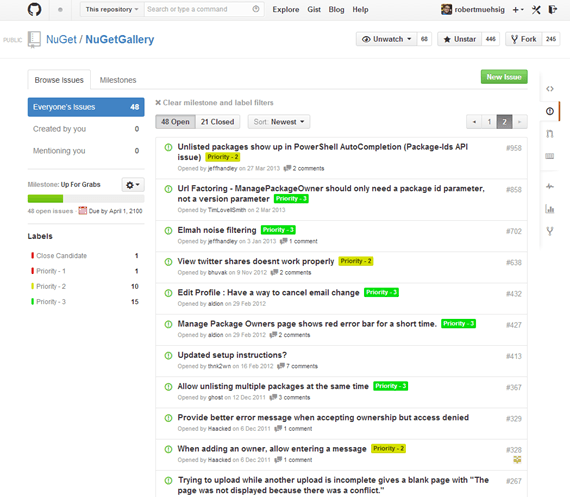 This repository
Search or type a command
Explore Gist Blog Help
robertmuehsig
PUBLIC NuGet / NuGetGallery
Unwatch 68 Unstar 446 Fork 245
Browse Issues Milestones
New Issue
Everyone's Issues 48
Created by you 0
Mentioning you 0
Milestone: Up For Grabs
48 open issues Due by April 1, 2100
Labels
Close Candidate 1
Priority - 1 1
Priority - 2 10
Priority - 3 15
Clear milestone and label filters
48 Open 21 Closed Sort: Newest
1 2
Unlisted packages show up in PowerShell AutoCompletion (Package-Ids API
issue) Priority - 2 #958
Opened by jeffhandley on 27 Mar 2013 2 comments
Url Factoring - ManagePackageOwner should only need a package id parameter,
not a version parameter Priority - 3 #858
Opened by TimLovellSmith on 2 Mar 2013
Elmah noise filtering Priority - 3 #702
Opened by jeffhandley on 3 Jan 2013 1 comment
View twitter shares doesnt work properly Priority - 2 #638
Opened by bhuvak on 9 Nov 2012 2 comments
Edit Profile : Have a way to cancel email change Priority - 3 #432
Opened by aldion on 29 Feb 2012
Manage Package Owners page shows red error bar for a short time. Priority - 3 #427
Opened by aldion on 29 Feb 2012 2 comments
Updated setup instructions? #413
Opened by thnk2wn on 16 Feb 2012 7 comments
Allow unlisting multiple packages at the same time Priority - 3 #367
Opened by ghost on 12 Dec 2011 3 comments
Provide better error message when accepting ownership but access denied #329
Opened by Haacked on 6 Dec 2011 1 comment
When adding an owner, allow entering a message Priority - 2 #328
Opened by Haacked on 6 Dec 2011 1 comment
Trying to upload while another upload is incomplete gives a blank page with "The #267
page was not displayed because there was a conflict."